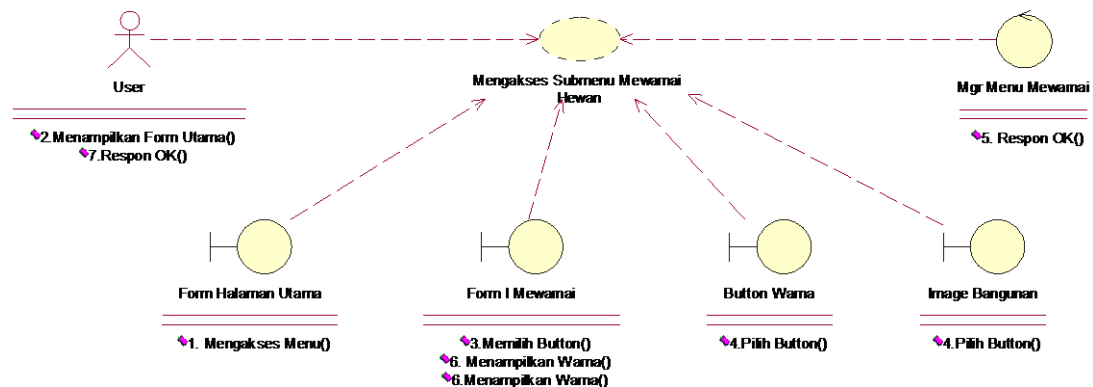 User
Mengakses Submenu Mewarnai
Hewan
Mgr Menu Mewarnai
2.Menampilkan Form Utama()
7.Respon OK()
5. Respon OK()
Form Halaman Utama
Form I Mewarnai
Button Warna
Image Bangunan
1. Mengakses Menu()
3.Memilih Button()
6. Menampilkan Warna()
6.Menampilkan Warna()
4.Pilih Button()
4.Pilih Button()